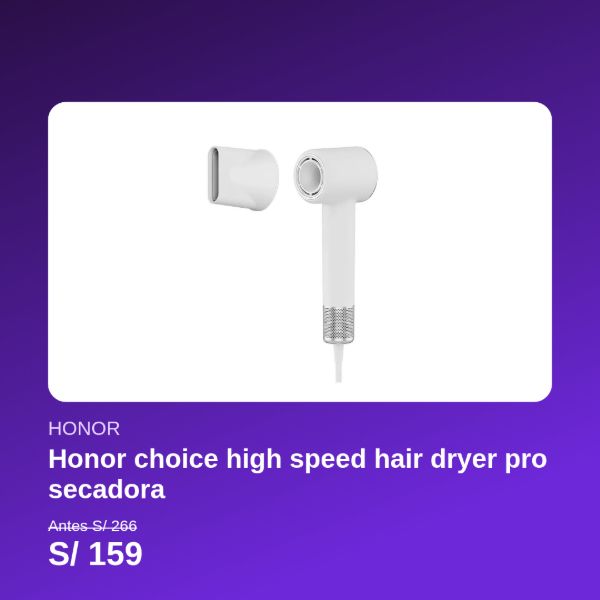 HONOR
Honor choice high speed hair dryer pro
secadora
Antes S/ 266
S/ 159